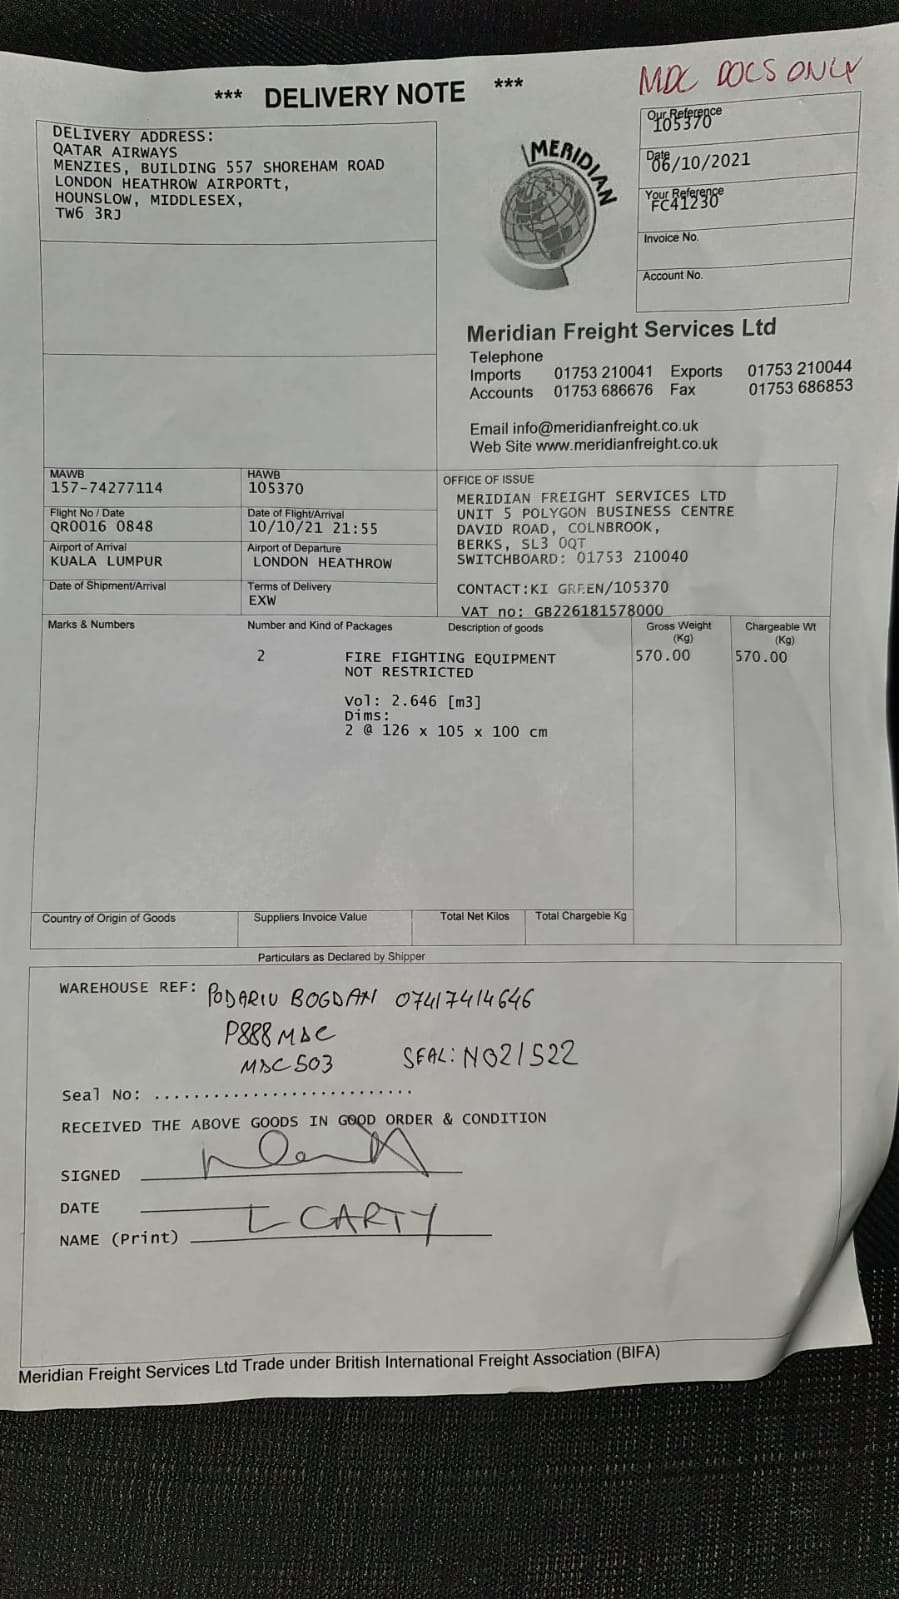 MDC DOCS ONLY
*** DELIVERY NOTE ***
DELIVERY ADDRESS:
QATAR AIRWAYS
MENZIES, BUILDING 557 SHOREHAM ROAD
LONDON HEATHROW AIRPORTt,
HOUNSLOW, MIDDLESEX,
TW6 3RJ
MERIDIAN
Our Reference
105370
Date
06/10/2021
Your Reference
FC41230
Invoice No.
Account No.
Meridian Freight Services Ltd
Telephone
Imports 01753 210041 Exports 01753 210044
Accounts 01753 686676 Fax 01753 686853
Email info@meridianfreight.co.uk
Web Site www.meridianfreight.co.uk
MAWB
157-74277114
HAWB
105370
Flight No / Date
QR0016 0848
Date of Flight/Arrival
10/10/21 21:55
Airport of Arrival
KUALA LUMPUR
Airport of Departure
LONDON HEATHROW
Date of Shipment/Arrival
Terms of Delivery
EXW
OFFICE OF ISSUE
MERIDIAN FREIGHT SERVICES LTD
UNIT 5 POLYGON BUSINESS CENTRE
DAVID ROAD, COLNBROOK,
BERKS, SL3 0QT
SWITCHBOARD: 01753 210040
CONTACT:KI GREEN/105370
VAT no: GB226181578000
Marks & Numbers
Number and Kind of Packages
Description of goods
Gross Weight
(Kg)
Chargeable Wt
(Kg)
2 FIRE FIGHTING EQUIPMENT 570.00 570.00
NOT RESTRICTED
Vol: 2.646 [m3]
Dims:
2 @ 126 x 105 x 100 cm
Country of Origin of Goods
Suppliers Invoice Value
Total Net Kilos
Total Chargeble Kg
Particulars as Declared by Shipper
WAREHOUSE REF: PODARIU BOGDAN 07417414646
P888MDC
MDC503 SEAL: N021522
Seal No: ............................
RECEIVED THE ABOVE GOODS IN GOOD ORDER & CONDITION
SIGNED
DATE
NAME (Print) L CARTY
Meridian Freight Services Ltd Trade under British International Freight Association (BIFA)